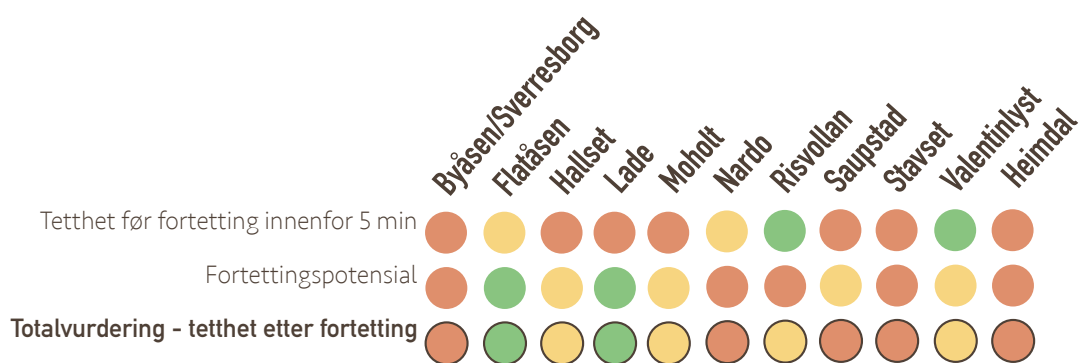 Byåsen/Sverresborg
Flatåsen
Hallset
Lade
Moholt
Nardo
Risvollan
Saupstad
Stavset
Valentinlyst
Heimdal
Tetthet før fortetting innenfor 5 min
Fortettingspotensial
Totalvurdering - tetthet etter fortetting